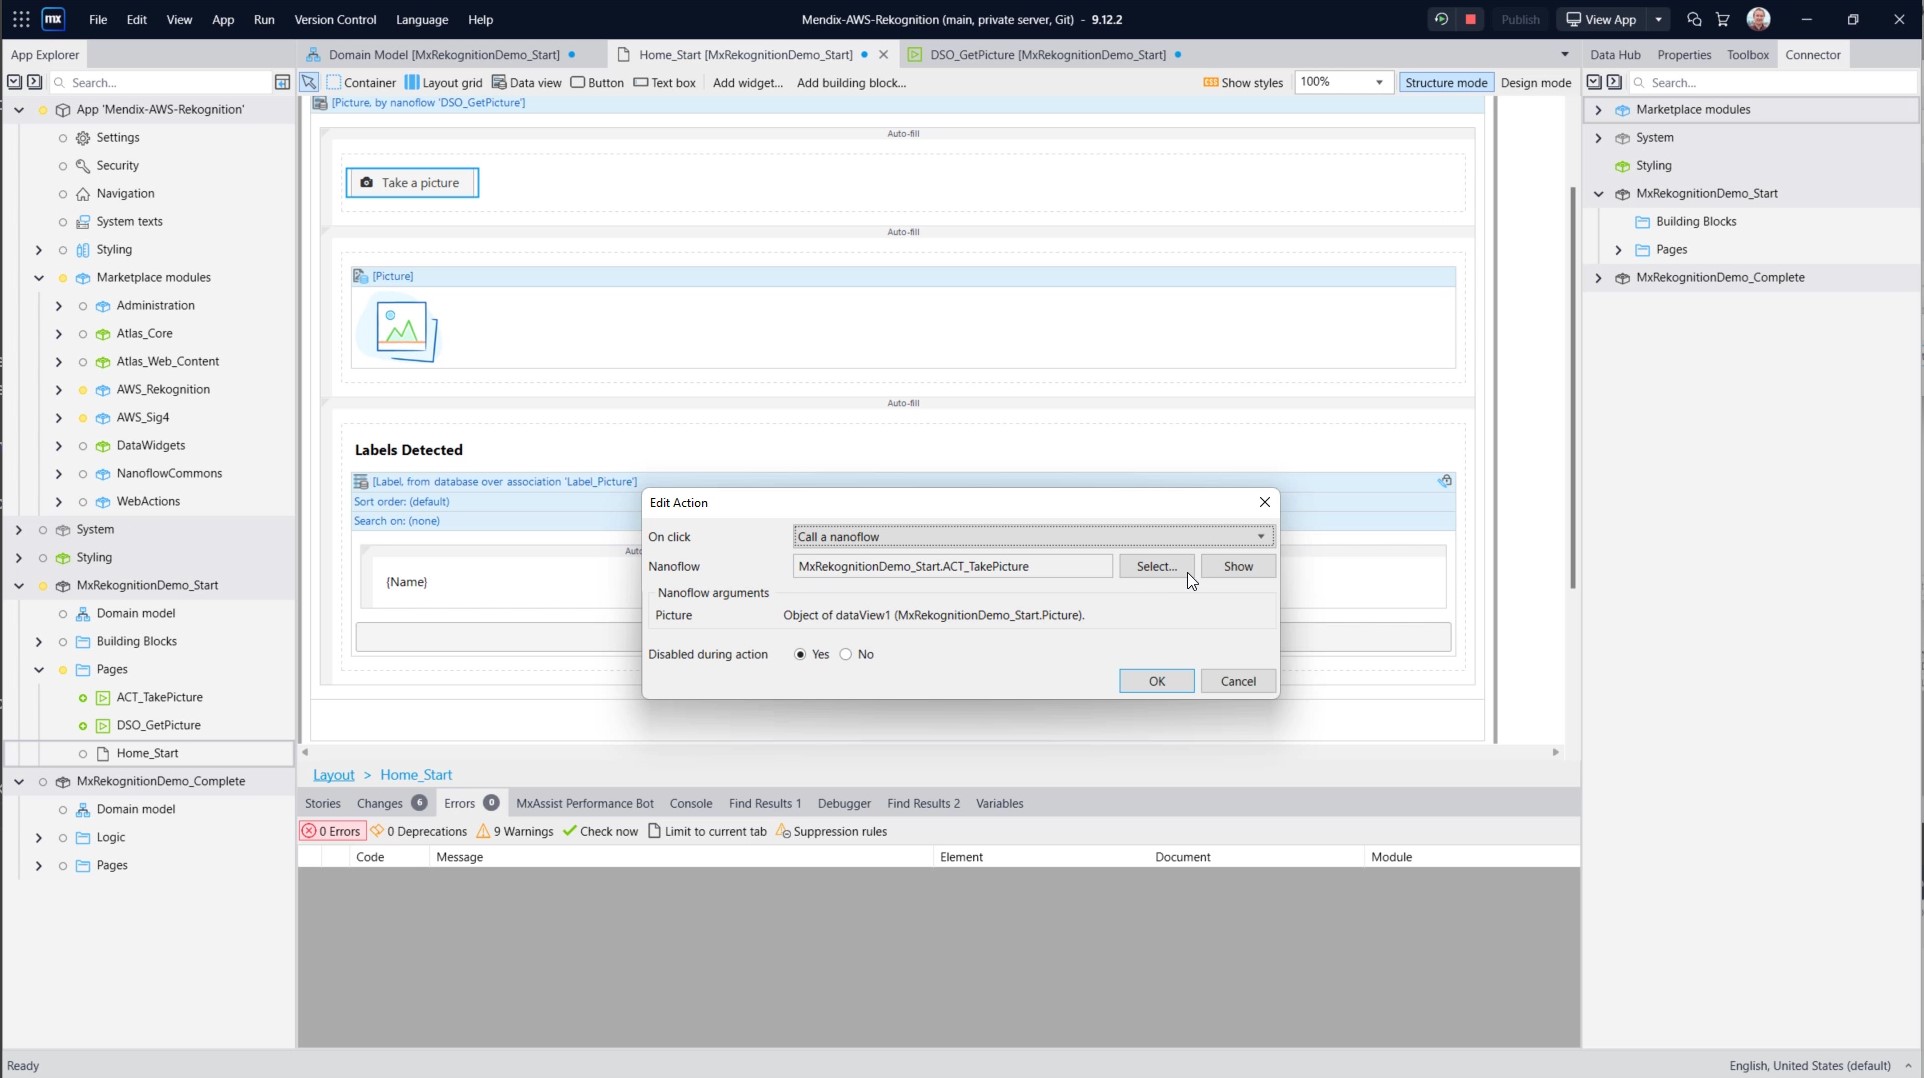 mx File Edit View App Run Version Control Language Help Mendix-AWS-Rekognition (main, private server, Git) - 9.12.2 Publish View App
App Explorer Domain Model [MxRekognitionDemo_Start] Home_Start [MxRekognitionDemo_Start] DSO_GetPicture [MxRekognitionDemo_Start] Data Hub Properties Toolbox Connector
Search... Container Layout grid Data view Button Text box Add widget... Add building block... Show styles 100% Structure mode Design mode Search...
App 'Mendix-AWS-Rekognition'
Settings
Security
Navigation
System texts
Styling
Marketplace modules
Administration
Atlas_Core
Atlas_Web_Content
AWS_Rekognition
AWS_Sig4
DataWidgets
NanoflowCommons
WebActions
System
Styling
MxRekognitionDemo_Start
Domain model
Building Blocks
Pages
ACT_TakePicture
DSO_GetPicture
Home_Start
MxRekognitionDemo_Complete
Domain model
Logic
Pages
[Picture, by nanoflow 'DSO_GetPicture']
Auto-fill
Take a picture
Auto-fill
[Picture]
Auto-fill
Labels Detected
[Label, from database over association 'Label_Picture']
Sort order: (default)
Search on: (none)
{Name}
Edit Action
On click Call a nanoflow
Nanoflow MxRekognitionDemo_Start.ACT_TakePicture Select... Show
Nanoflow arguments
Picture Object of dataView1 (MxRekognitionDemo_Start.Picture).
Disabled during action Yes No
OK Cancel
Layout > Home_Start
Stories Changes 6 Errors 0 MxAssist Performance Bot Console Find Results 1 Debugger Find Results 2 Variables
0 Errors 0 Deprecations 9 Warnings Check now Limit to current tab Suppression rules
Code Message Element Document Module
Marketplace modules
System
Styling
MxRekognitionDemo_Start
Building Blocks
Pages
MxRekognitionDemo_Complete
Ready English, United States (default)